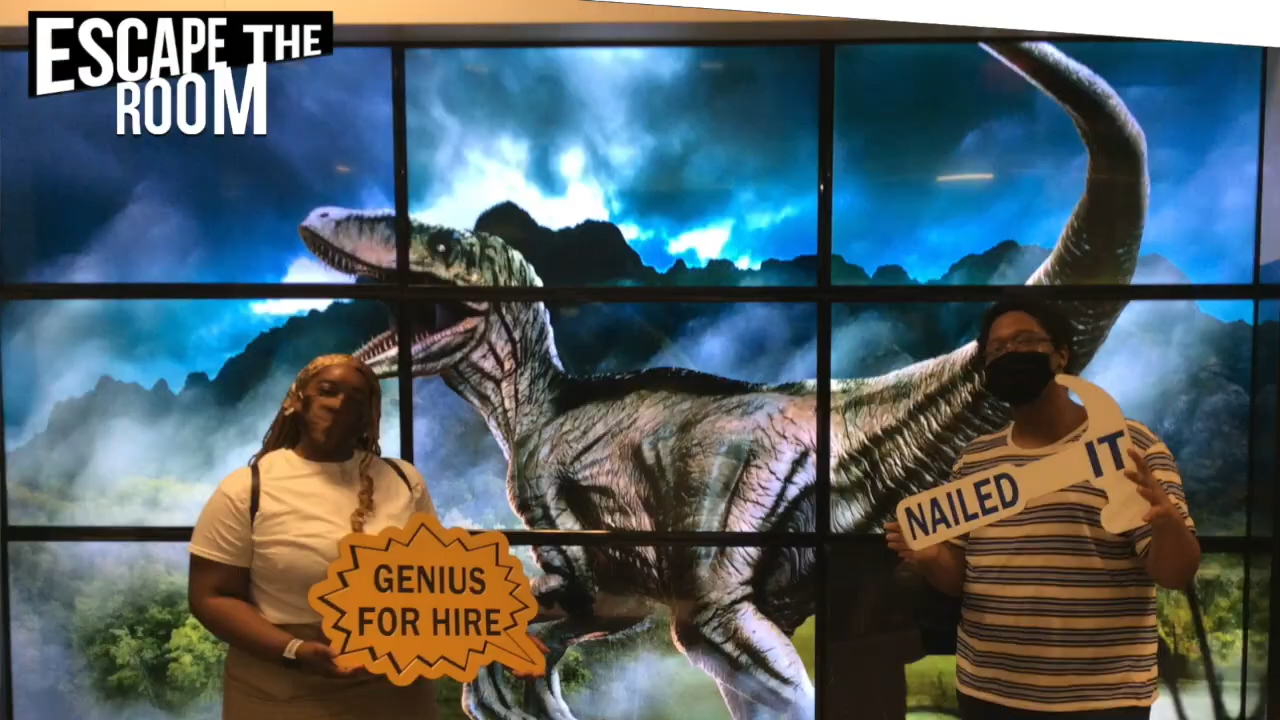 ESCAPE THE
ROOM
GENIUS
FOR HIRE
NAILED IT